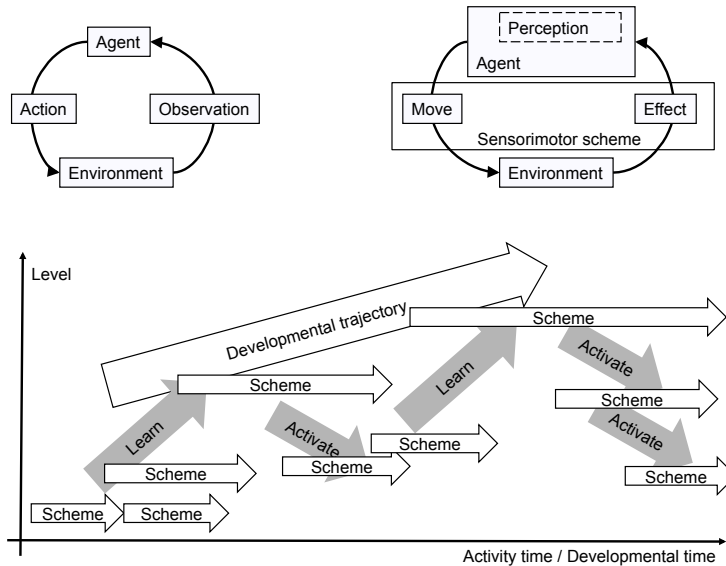 Agent
Action
Observation
Environment
Perception
Agent
Move
Effect
Sensorimotor scheme
Environment
Level
Developmental trajectory
Scheme
Learn
Activate
Scheme
Learn
Activate
Scheme
Scheme
Activate
Scheme
Scheme
Scheme
Scheme
Scheme
Activity time / Developmental time